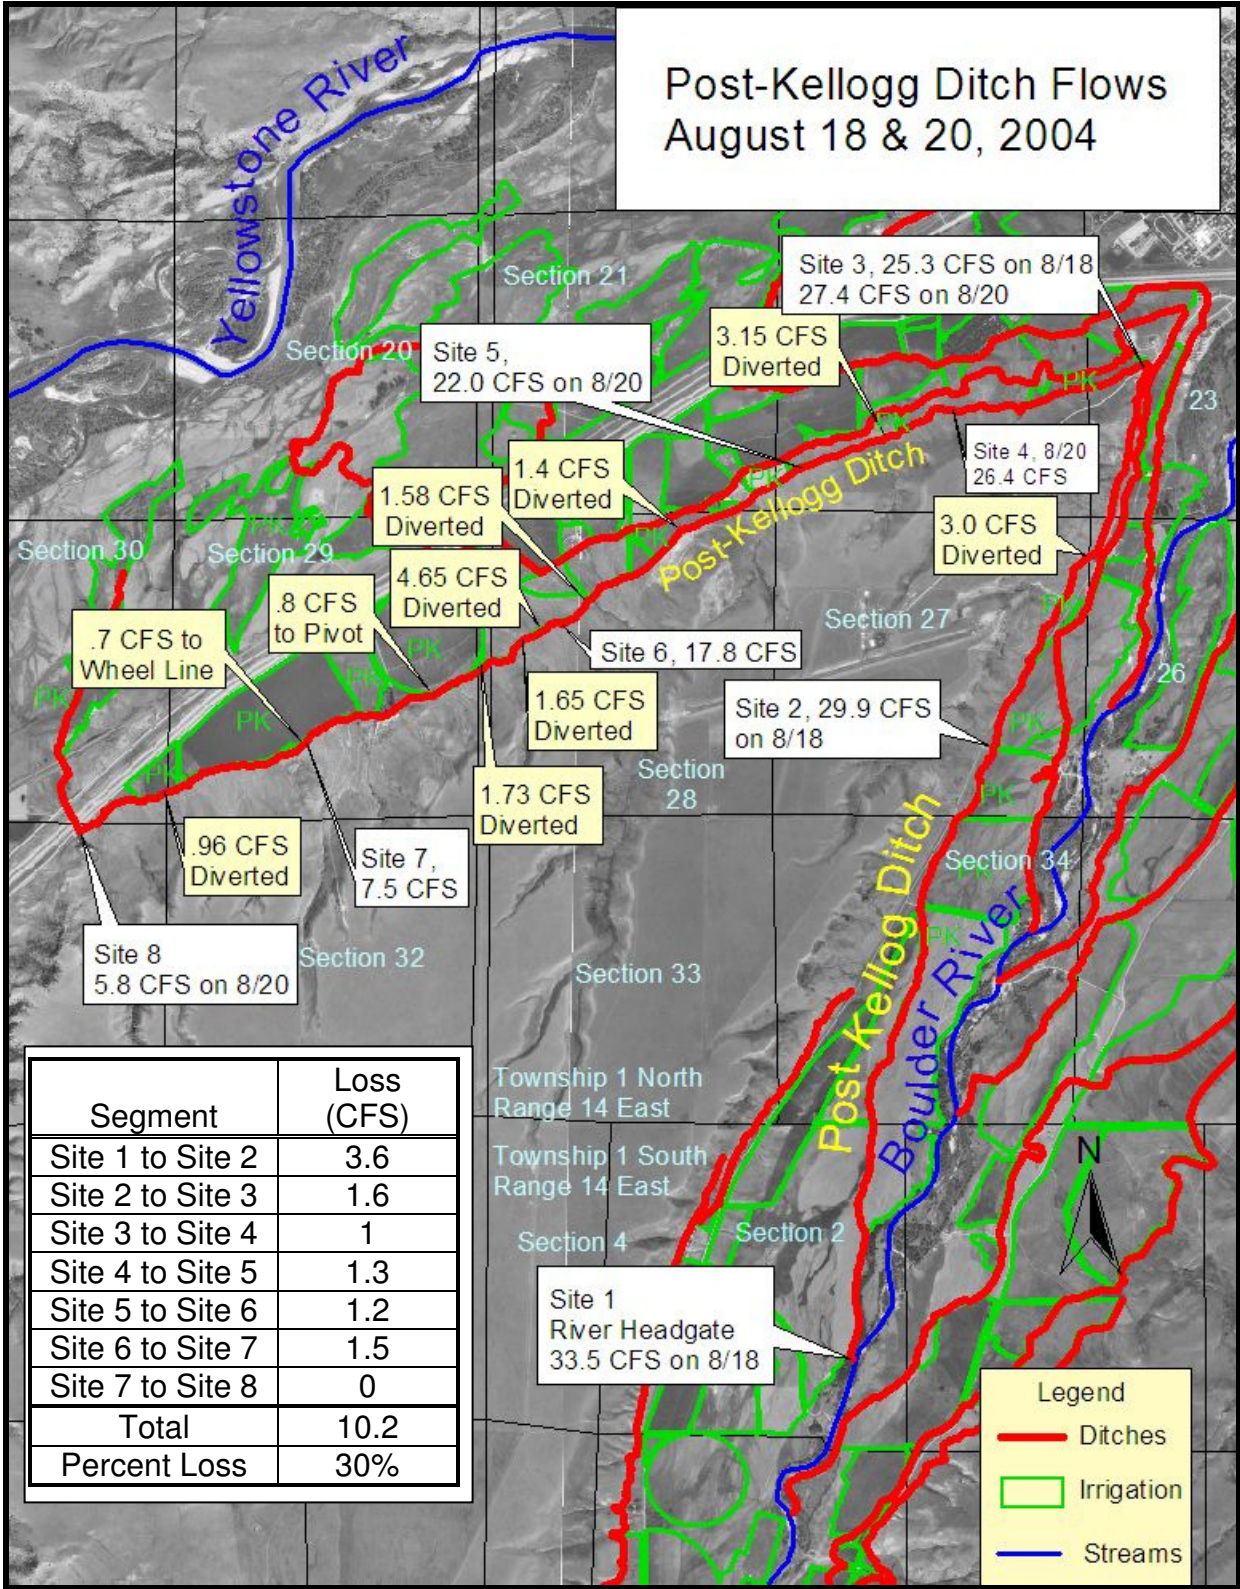 Post-Kellogg Ditch Flows
August 18 & 20, 2004
Yellowstone River
Section 21
Site 3, 25.3 CFS on 8/18
27.4 CFS on 8/20
Section 20
Site 5,
22.0 CFS on 8/20
3.15 CFS
Diverted
PK
23
PK
Site 4, 8/20
26.4 CFS
1.4 CFS
Diverted
PK
Post-Kellogg Ditch
1.58 CFS
Diverted
3.0 CFS
Diverted
PK
PK
Section 30
Section 29
4.65 CFS
Diverted
.8 CFS
to Pivot
.7 CFS to
Wheel Line
Section 27
PK
PK
Site 6, 17.8 CFS
26
PK
PK
PK
1.65 CFS
Diverted
Site 2, 29.9 CFS
on 8/18
PK
PK
Section
28
PK
1.73 CFS
Diverted
.96 CFS
Diverted
Site 7,
7.5 CFS
Section 34
PK
PK
Site 8
5.8 CFS on 8/20
Section 32
Section 33
Post Kellog Ditch
Boulder River
Township 1 North
Range 14 East
Township 1 South
Range 14 East
Section 4
Section 2
N
Site 1
River Headgate
33.5 CFS on 8/18
Segment Loss (CFS)
Site 1 to Site 2 3.6
Site 2 to Site 3 1.6
Site 3 to Site 4 1
Site 4 to Site 5 1.3
Site 5 to Site 6 1.2
Site 6 to Site 7 1.5
Site 7 to Site 8 0
Total 10.2
Percent Loss 30%
Legend
Ditches
Irrigation
Streams